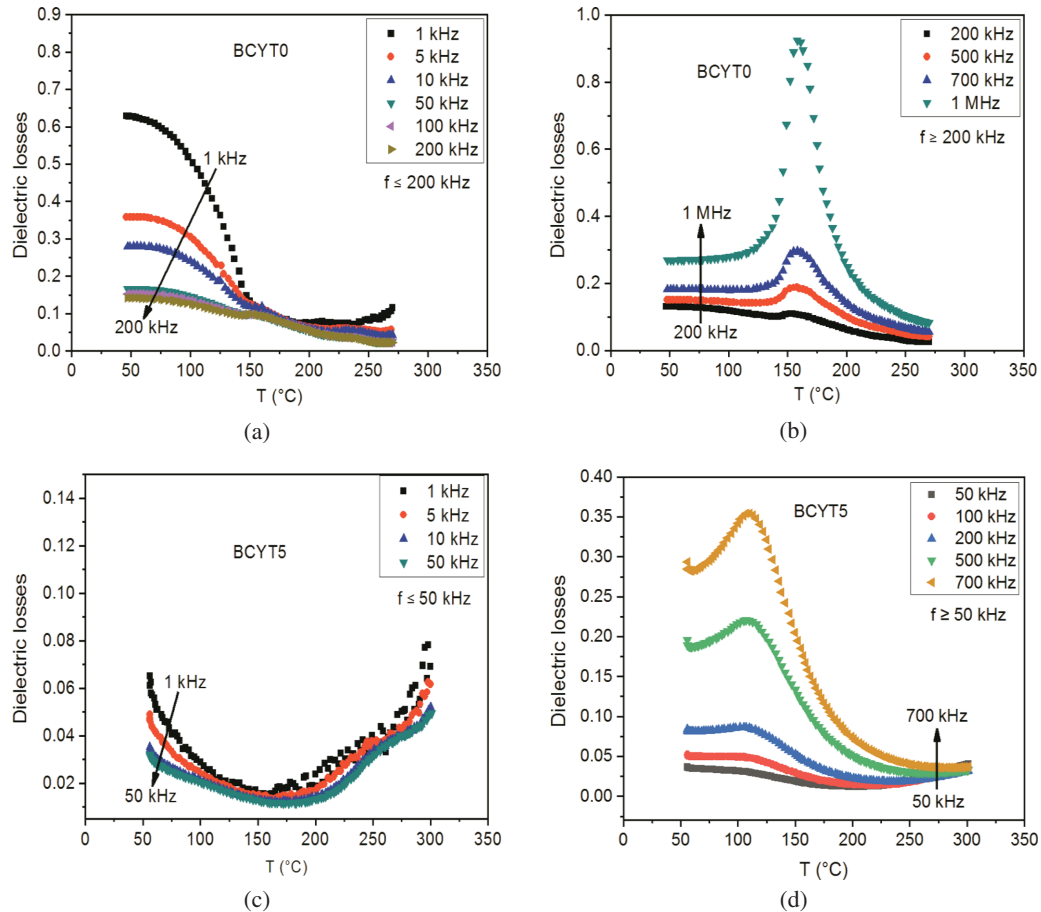 0.9
0.8
0.7
0.6
0.5
0.4
0.3
0.2
0.1
0.0
Dielectric losses
BCYT0
1 kHz
5 kHz
10 kHz
50 kHz
100 kHz
200 kHz
f ≤ 200 kHz
1 kHz
200 kHz
0 50 100 150 200 250 300 350
T (°C)
(a)
1.0
0.8
0.6
0.4
0.2
0.0
Dielectric losses
BCYT0
200 kHz
500 kHz
700 kHz
1 MHz
f ≥ 200 kHz
1 MHz
200 kHz
0 50 100 150 200 250 300 350
T (°C)
(b)
0.14
0.12
0.10
0.08
0.06
0.04
0.02
Dielectric losses
BCYT5
1 kHz
5 kHz
10 kHz
50 kHz
f ≤ 50 kHz
1 kHz
50 kHz
0 50 100 150 200 250 300 350
T (°C)
(c)
0.40
0.35
0.30
0.25
0.20
0.15
0.10
0.05
0.00
Dielectric losses
BCYT5
50 kHz
100 kHz
200 kHz
500 kHz
700 kHz
f ≥ 50 kHz
700 kHz
50 kHz
0 50 100 150 200 250 300 350
T (°C)
(d)